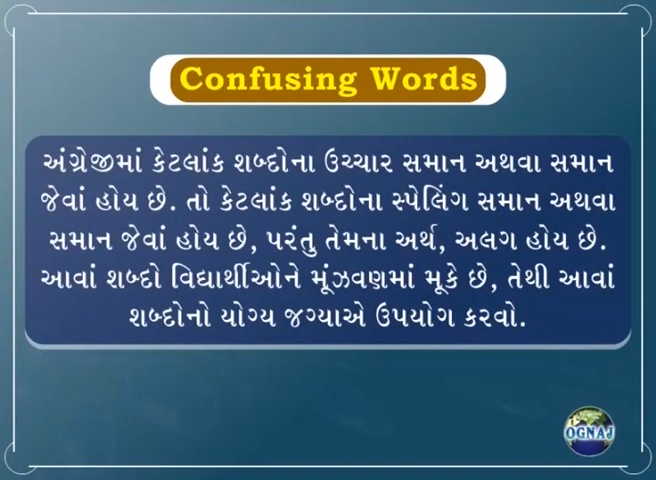 Confusing Words
અંગ્રેજીમાં કેટલાંક શબ્દોના ઉચ્ચાર સમાન અથવા સમાન
જેવાં હોય છે. તો કેટલાંક શબ્દોના સ્પેલિંગ સમાન અથવા
સમાન જેવાં હોય છે, પરંતુ તેમના અર્થ, અલગ હોય છે.
આવાં શબ્દો વિદ્યાર્થીઓને મૂંઝવણમાં મૂકે છે, તેથી આવાં
શબ્દોનો યોગ્ય જગ્યાએ ઉપયોગ કરવો.
OGNAJ